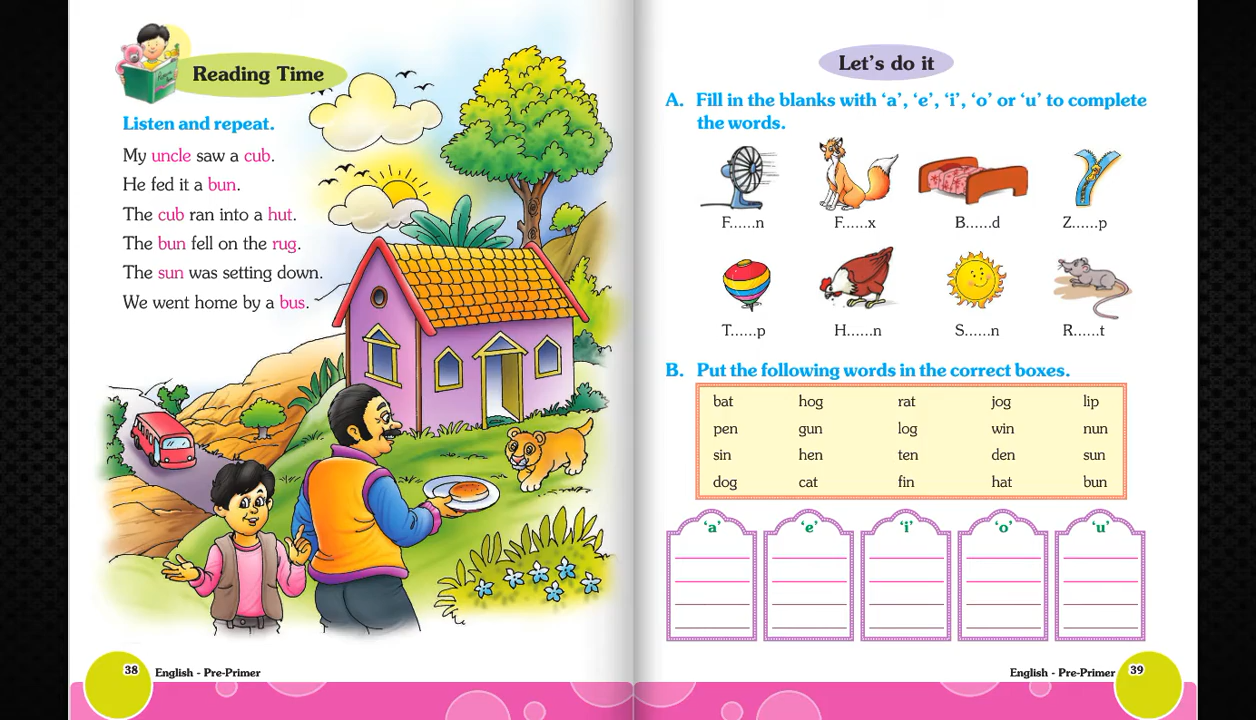 Reading Time
Listen and repeat.
My uncle saw a cub.
He fed it a bun.
The cub ran into a hut.
The bun fell on the rug.
The sun was setting down.
We went home by a bus.
38 English - Pre-Primer
Let's do it
A. Fill in the blanks with 'a', 'e', 'i', 'o' or 'u' to complete
the words.
F......n F......x B......d Z......p
T......p H......n S......n R......t
B. Put the following words in the correct boxes.
bat hog rat jog lip
pen gun log win nun
sin hen ten den sun
dog cat fin hat bun
'a' 'e' 'i' 'o' 'u'
English - Pre-Primer 39